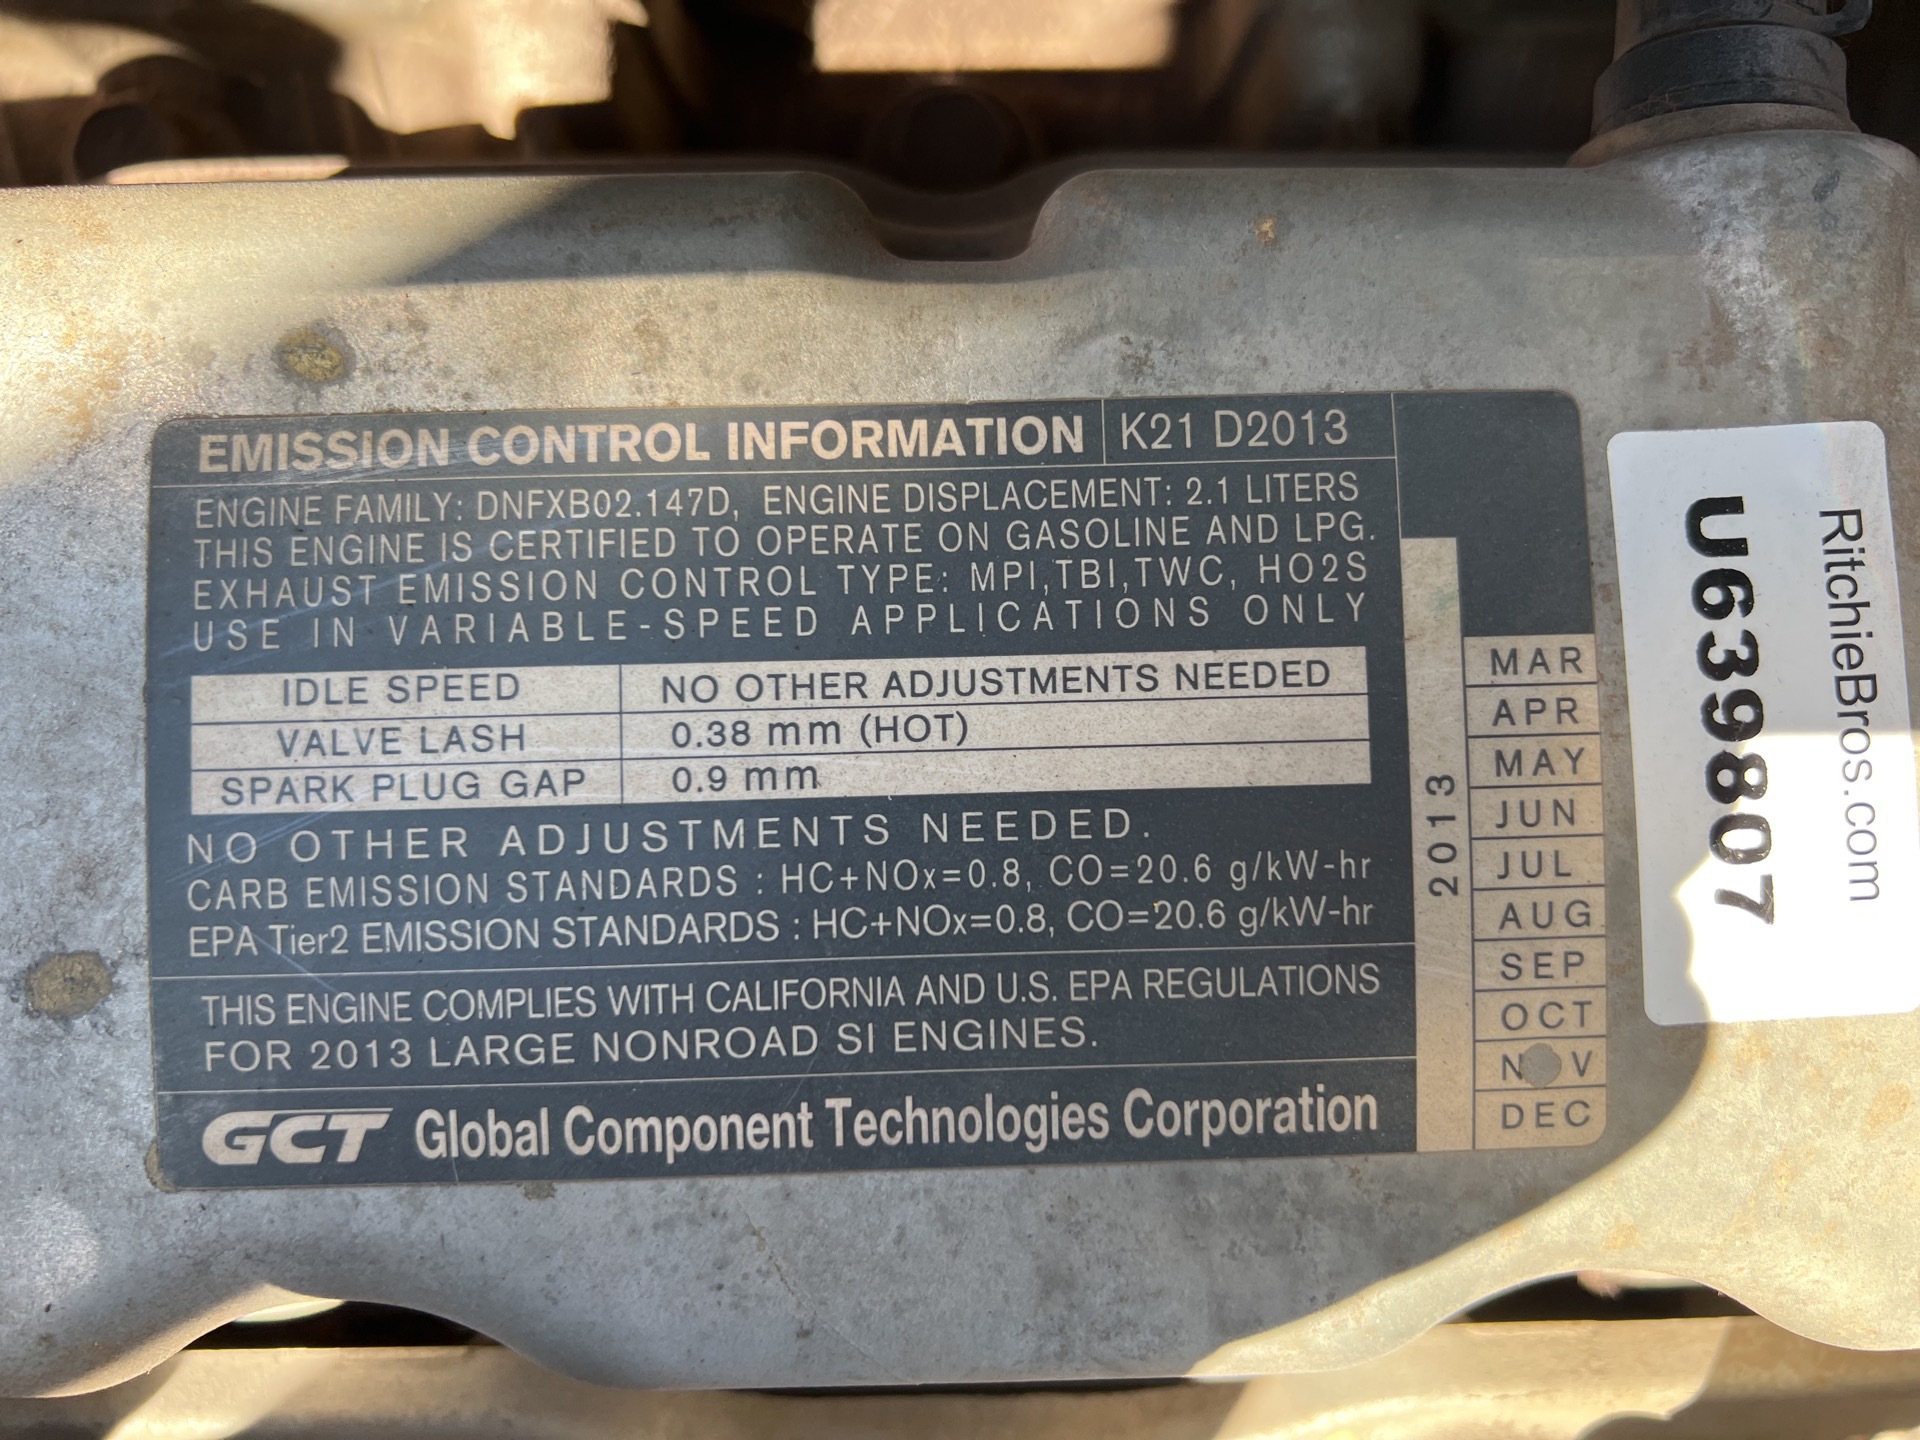 EMISSION CONTROL INFORMATION K21 D2013
ENGINE FAMILY: DNFXB02.147D, ENGINE DISPLACEMENT: 2.1 LITERS
THIS ENGINE IS CERTIFIED TO OPERATE ON GASOLINE AND LPG.
EXHAUST EMISSION CONTROL TYPE: MPI,TBI,TWC, HO2S
USE IN VARIABLE-SPEED APPLICATIONS ONLY
IDLE SPEED NO OTHER ADJUSTMENTS NEEDED
VALVE LASH 0.38 mm (HOT)
SPARK PLUG GAP 0.9 mm
NO OTHER ADJUSTMENTS NEEDED.
CARB EMISSION STANDARDS : HC+NOx=0.8, CO=20.6 g/kW-hr
EPA Tier2 EMISSION STANDARDS : HC+NOx=0.8, CO=20.6 g/kW-hr
THIS ENGINE COMPLIES WITH CALIFORNIA AND U.S. EPA REGULATIONS
FOR 2013 LARGE NONROAD SI ENGINES.
GCT Global Component Technologies Corporation
2013
MAR
APR
MAY
JUN
JUL
AUG
SEP
OCT
NOV
DEC
RitchieBros.com
U639807